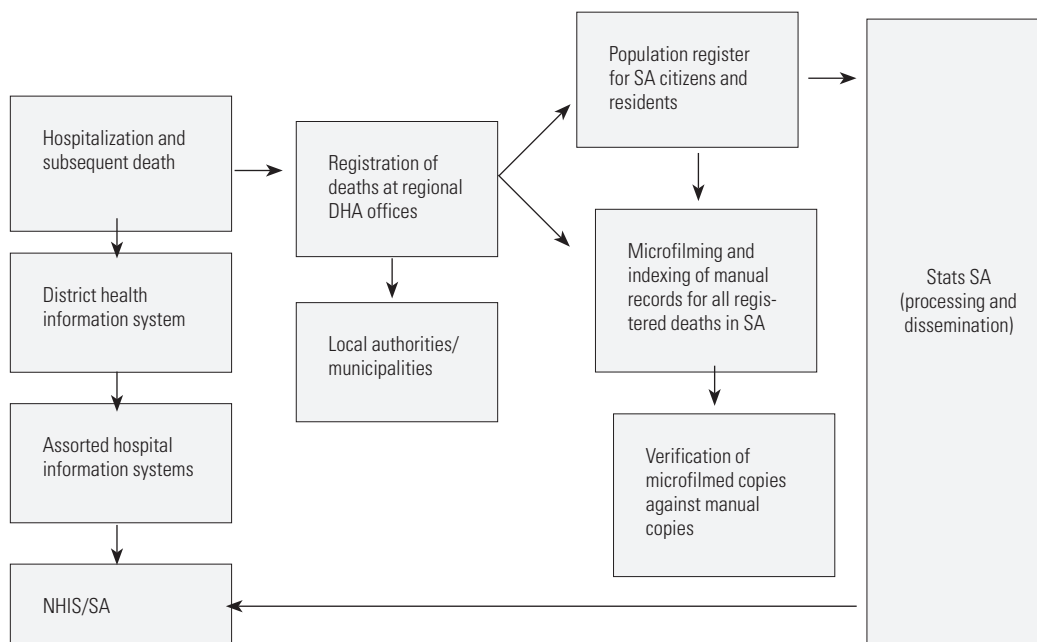 Hospitalization and
subsequent death
District health
information system
Assorted hospital
information systems
NHIS/SA
Registration of
deaths at regional
DHA offices
Local authorities/
municipalities
Population register
for SA citizens and
residents
Microfilming and
indexing of manual
records for all regis-
tered deaths in SA
Verification of
microfilmed copies
against manual
copies
Stats SA
(processing and
dissemination)